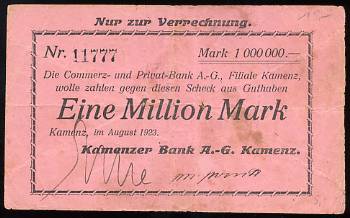 Nur zur Verrechnung.
Nr. 11777 Mark 1 000 000.—
Die Commerz- und Privat-Bank A.-G., Filiale Kamenz,
wolle zahlen gegen diesen Scheck aus Guthaben
Eine Million Mark
Kamenz, im August 1923.
Kamenzer Bank A.-G. Kamenz.